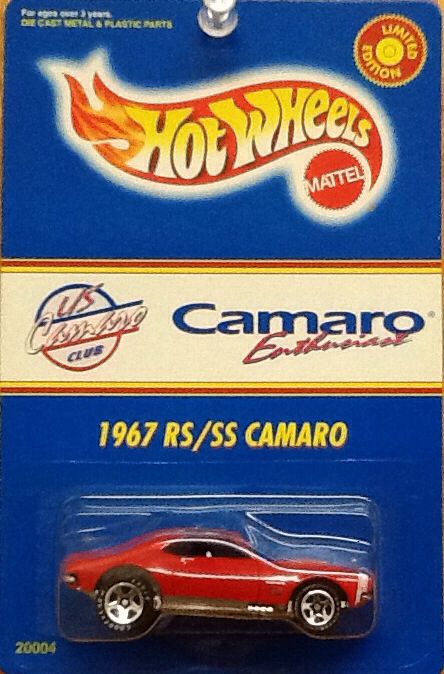 For ages over 3 years.
DIE CAST METAL & PLASTIC PARTS
LIMITED
EDITION
HOT WHEELS
MATTEL
US
Camaro
CLUB
Camaro®
Enthusiast
1967 RS/SS CAMARO
20004